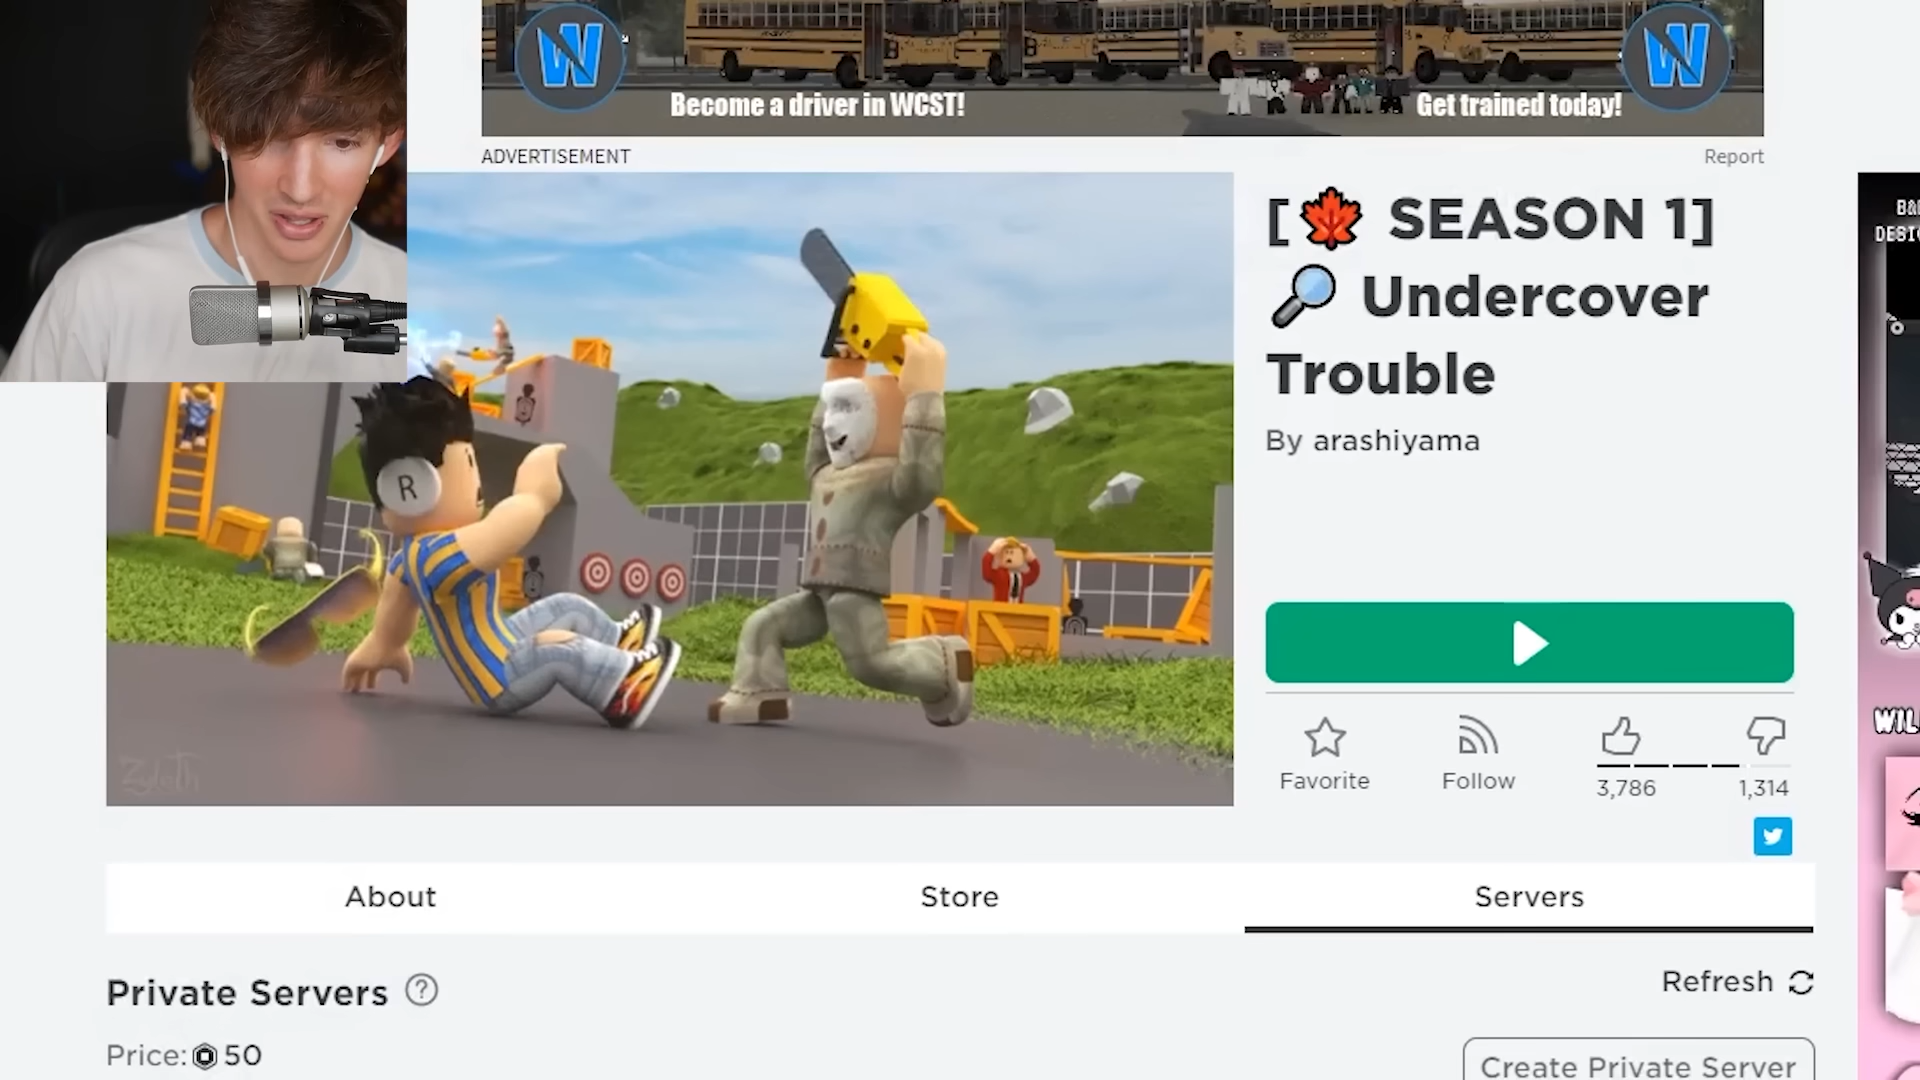 W
W
Become a driver in WCST!
Get trained today!
ADVERTISEMENT
Report
[🍁 SEASON 1]
🔎 Undercover
Trouble
By arashiyama
R
Favorite
Follow
3,786
1,314
About
Store
Servers
Private Servers ?
Refresh
Price: 50
Create Private Server